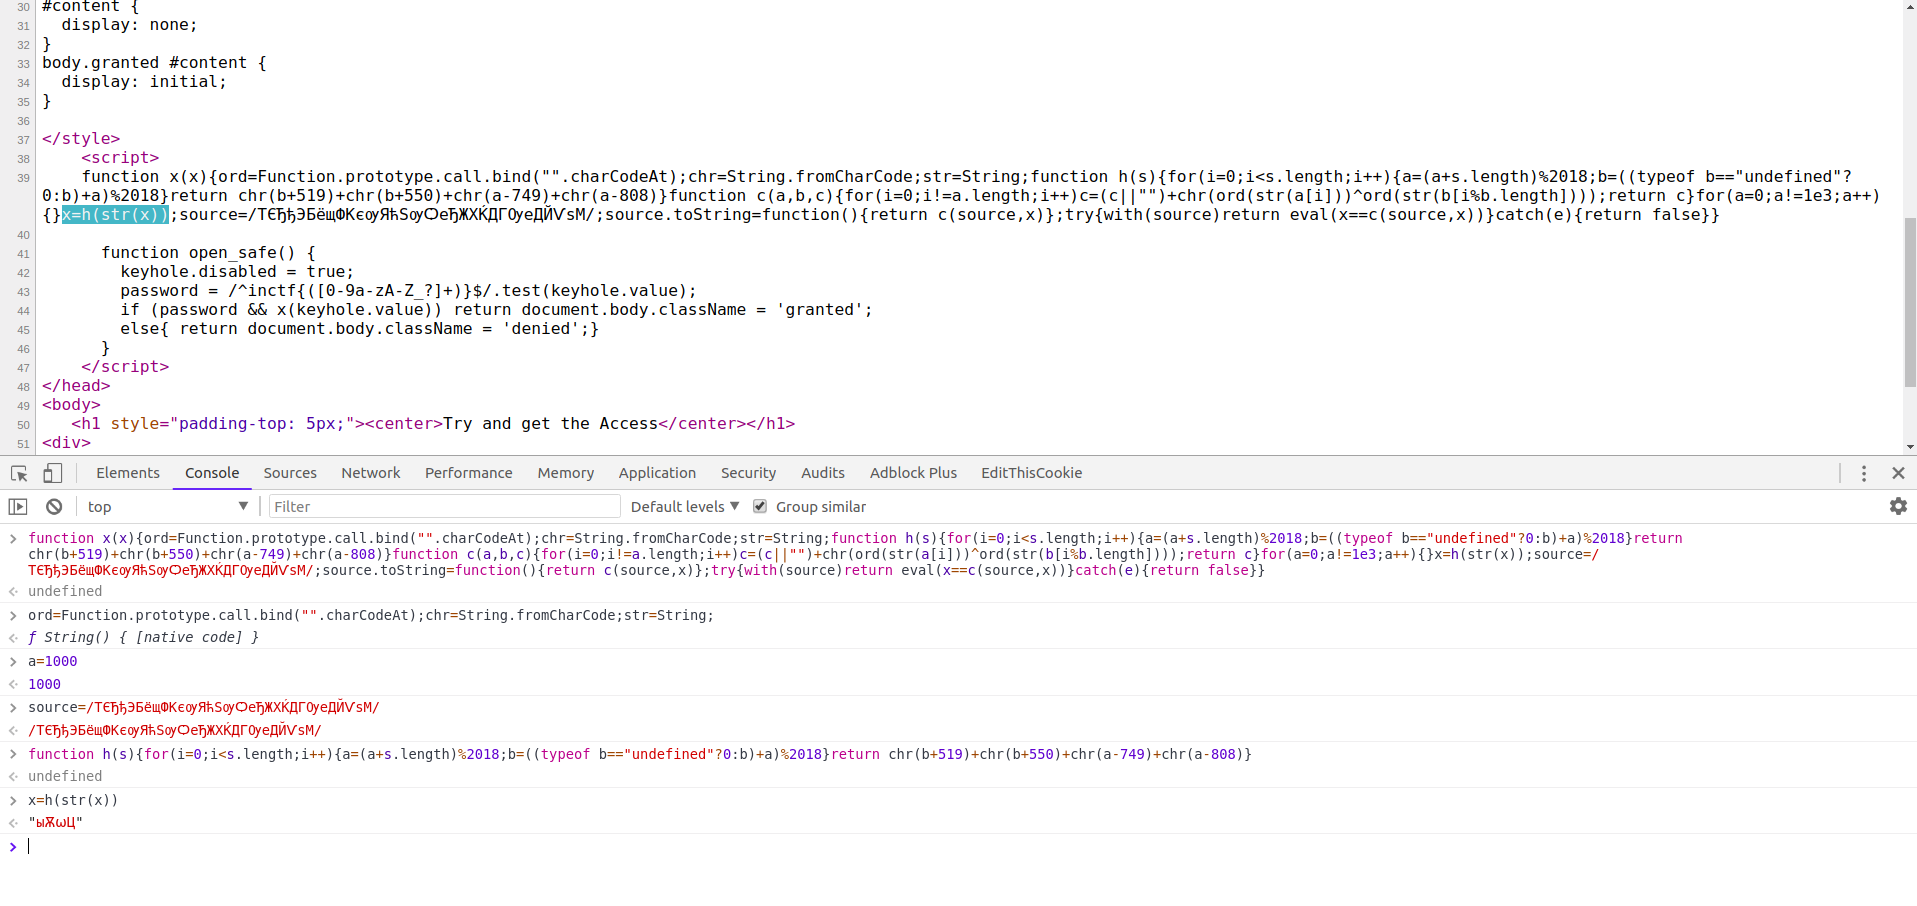 30 #content {
31 display: none;
32 }
33 body.granted #content {
34 display: initial;
35 }
36
37 </style>
38 <script>
39 function x(x){ord=Function.prototype.call.bind("".charCodeAt);chr=String.fromCharCode;str=String;function h(s){for(i=0;i<s.length;i++){a=(a+s.length)%2018;b=((typeof b=="undefined"?
0:b)+a)%2018}return chr(b+519)+chr(b+550)+chr(a-749)+chr(a-808)}function c(a,b,c){for(i=0;i!=a.length;i++)c=(c||"")+chr(ord(str(a[i]))^ord(str(b[i%b.length])));return c}for(a=0;a!=1e3;a++)
{}x=h(str(x));source=/ТЄЂђЭБёщФКєѹЯћЅѹѸеЂЖХЌДГОуеДЙѴѕМ/;source.toString=function(){return c(source,x)};try{with(source)return eval(x==c(source,x))}catch(e){return false}}
40
41 function open_safe() {
42 keyhole.disabled = true;
43 password = /^inctf{([0-9a-zA-Z_?]+)}$/.test(keyhole.value);
44 if (password && x(keyhole.value)) return document.body.className = 'granted';
45 else{ return document.body.className = 'denied';}
46 }
47 </script>
48 </head>
49 <body>
50 <h1 style="padding-top: 5px;"><center>Try and get the Access</center></h1>
51 <div>
Elements Console Sources Network Performance Memory Application Security Audits Adblock Plus EditThisCookie
top Filter Default levels Group similar
function x(x){ord=Function.prototype.call.bind("".charCodeAt);chr=String.fromCharCode;str=String;function h(s){for(i=0;i<s.length;i++){a=(a+s.length)%2018;b=((typeof b=="undefined"?0:b)+a)%2018}return
chr(b+519)+chr(b+550)+chr(a-749)+chr(a-808)}function c(a,b,c){for(i=0;i!=a.length;i++)c=(c||"")+chr(ord(str(a[i]))^ord(str(b[i%b.length])));return c}for(a=0;a!=1e3;a++){}x=h(str(x));source=/
ТЄЂђЭБёщФКєѹЯћЅѹѸеЂЖХЌДГОуеДЙѴѕМ/;source.toString=function(){return c(source,x)};try{with(source)return eval(x==c(source,x))}catch(e){return false}}
undefined
ord=Function.prototype.call.bind("".charCodeAt);chr=String.fromCharCode;str=String;
ƒ String() { [native code] }
a=1000
1000
source=/ТЄЂђЭБёщФКєѹЯћЅѹѸеЂЖХЌДГОуеДЙѴѕМ/
/ТЄЂђЭБёщФКєѹЯћЅѹѸеЂЖХЌДГОуеДЙѴѕМ/
function h(s){for(i=0;i<s.length;i++){a=(a+s.length)%2018;b=((typeof b=="undefined"?0:b)+a)%2018}return chr(b+519)+chr(b+550)+chr(a-749)+chr(a-808)}
undefined
x=h(str(x))
"ыѪѡЦ"